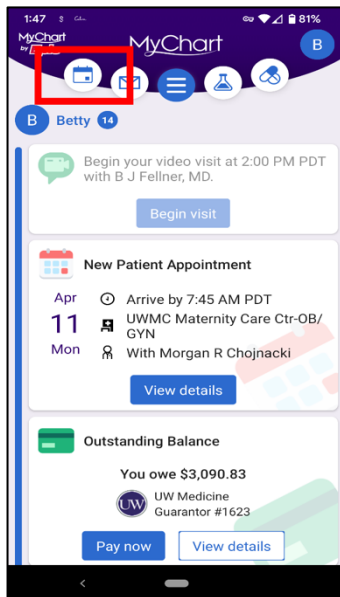 1:47
81%
MyChart
by
MyChart
B
B
Betty 14
Begin your video visit at 2:00 PM PDT
with B J Fellner, MD.
Begin visit
New Patient Appointment
Apr
11
Mon
Arrive by 7:45 AM PDT
UWMC Maternity Care Ctr-OB/
GYN
With Morgan R Chojnacki
View details
Outstanding Balance
You owe $3,090.83
UW
UW Medicine
Guarantor #1623
Pay now
View details